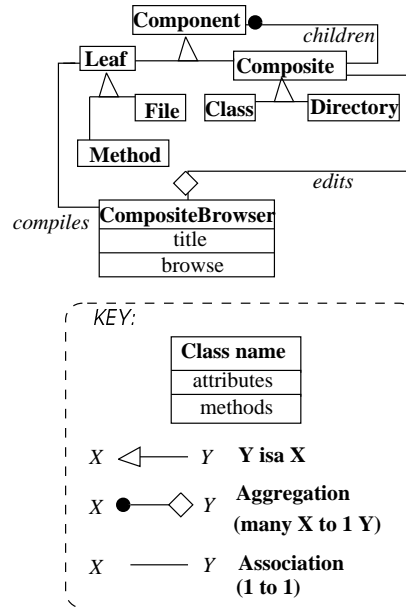 Component
children
Leaf
Composite
File
Class
Directory
Method
edits
compiles
CompositeBrowser
title
browse
KEY:
Class name
attributes
methods
X Y Y isa X
X Y Aggregation
(many X to 1 Y)
X Y Association
(1 to 1)